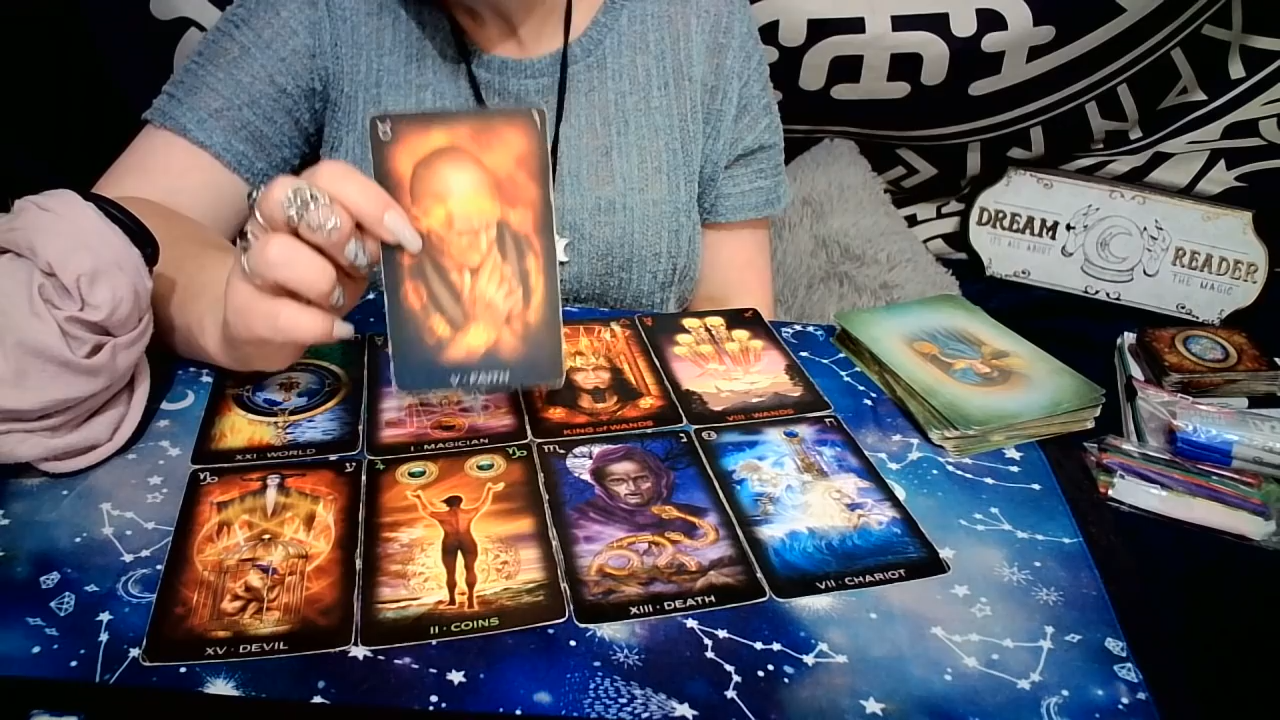 V · FAITH
DREAM
READER
IT'S ALL ABOUT
THE MAGIC
XXI · WORLD
I · MAGICIAN
KING of WANDS
VIII · WANDS
XV · DEVIL
II · COINS
XIII · DEATH
VII · CHARIOT